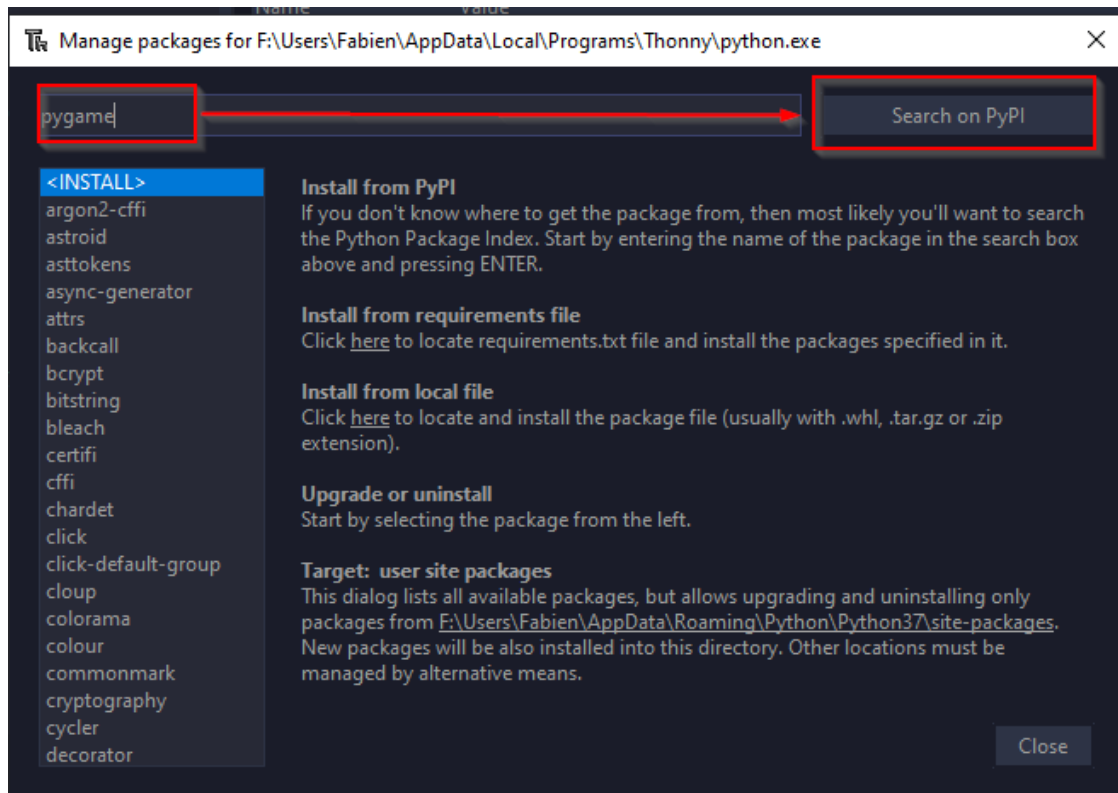 Name Value
Manage packages for F:\Users\Fabien\AppData\Local\Programs\Thonny\python.exe
pygame
Search on PyPI
<INSTALL>
argon2-cffi
astroid
asttokens
async-generator
attrs
backcall
bcrypt
bitstring
bleach
certifi
cffi
chardet
click
click-default-group
cloup
colorama
colour
commonmark
cryptography
cycler
decorator
Install from PyPI
If you don't know where to get the package from, then most likely you'll want to search
the Python Package Index. Start by entering the name of the package in the search box
above and pressing ENTER.
Install from requirements file
Click here to locate requirements.txt file and install the packages specified in it.
Install from local file
Click here to locate and install the package file (usually with .whl, .tar.gz or .zip
extension).
Upgrade or uninstall
Start by selecting the package from the left.
Target:  user site packages
This dialog lists all available packages, but allows upgrading and uninstalling only
packages from F:\Users\Fabien\AppData\Roaming\Python\Python37\site-packages.
New packages will be also installed into this directory. Other locations must be
managed by alternative means.
Close